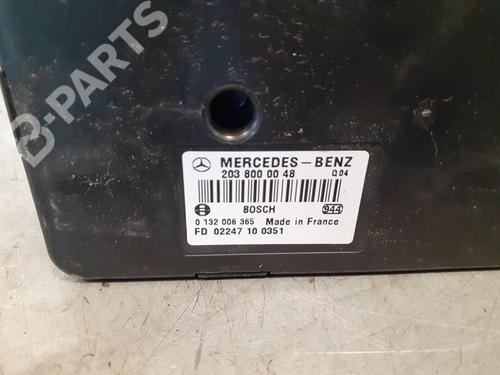 B-PARTS
MERCEDES-BENZ
203 800 00 48 Q04
BOSCH 944
0 132 006 365 Made in France
FD 02247 10 0351
B-PARTS